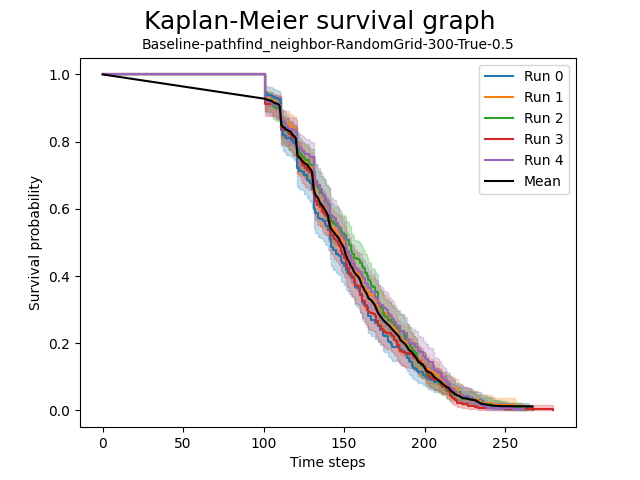 Kaplan-Meier survival graph
Baseline-pathfind_neighbor-RandomGrid-300-True-0.5
Survival probability
1.0
0.8
0.6
0.4
0.2
0.0
Run 0
Run 1
Run 2
Run 3
Run 4
Mean
0
50
100
150
200
250
Time steps